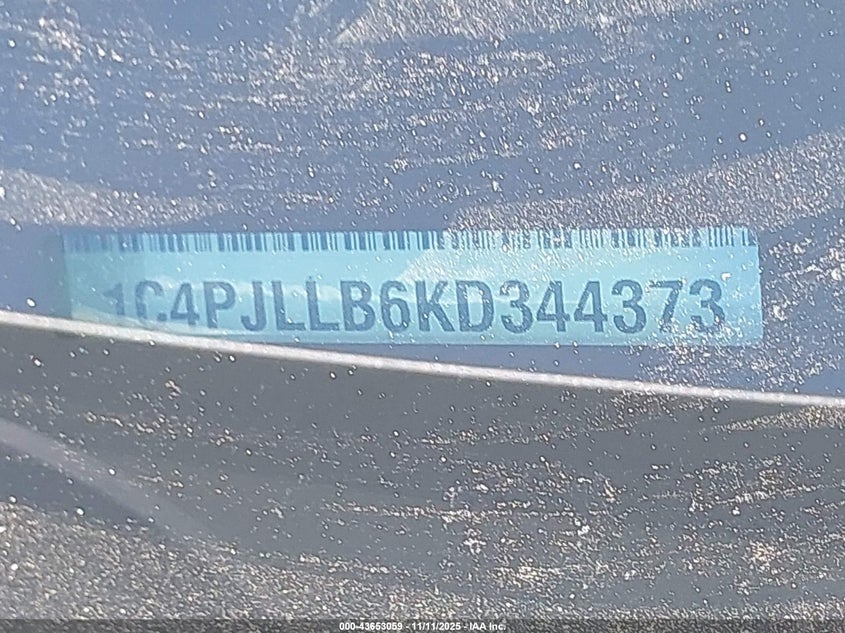 1C4PJLLB6KD344373
000-43653059 - 11/11/2025 - IAA Inc.